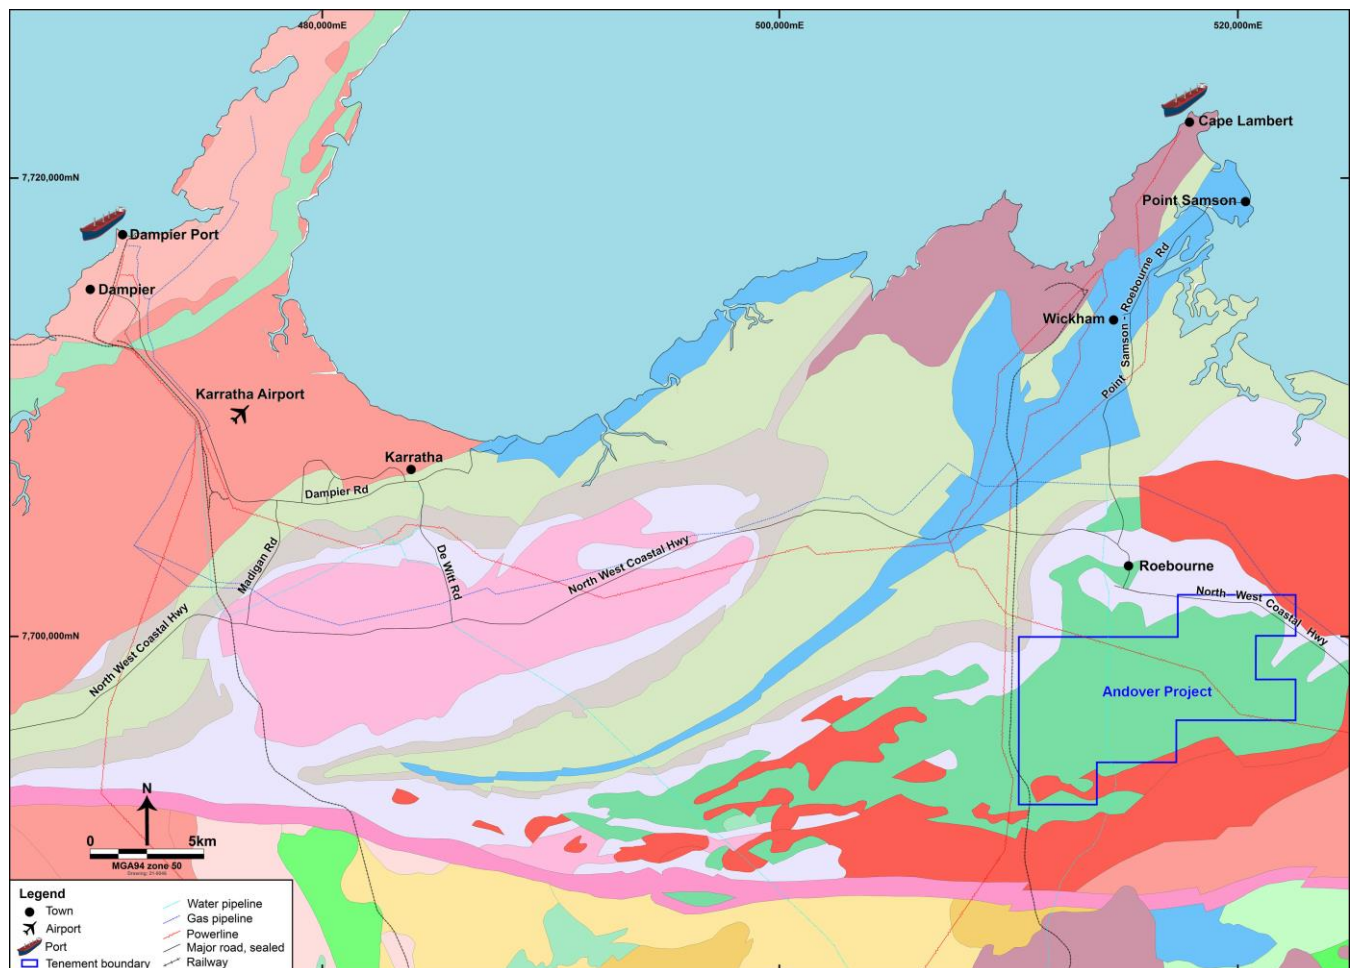 480,000mE
500,000mE
520,000mE
Cape Lambert
7,720,000mN
Point Samson
Dampier Port
Dampier
Wickham
Point Samson - Roebourne Rd
Karratha Airport
Karratha
Dampier Rd
Madigan Rd
De Witt Rd
North West Coastal Hwy
Roebourne
North West Coastal Hwy
7,700,000mN
North West Coastal Hwy
Andover Project
N
0 5km
MGA94 zone 50
Legend
Town
Airport
Port
Tenement boundary
Water pipeline
Gas pipeline
Powerline
Major road, sealed
Railway